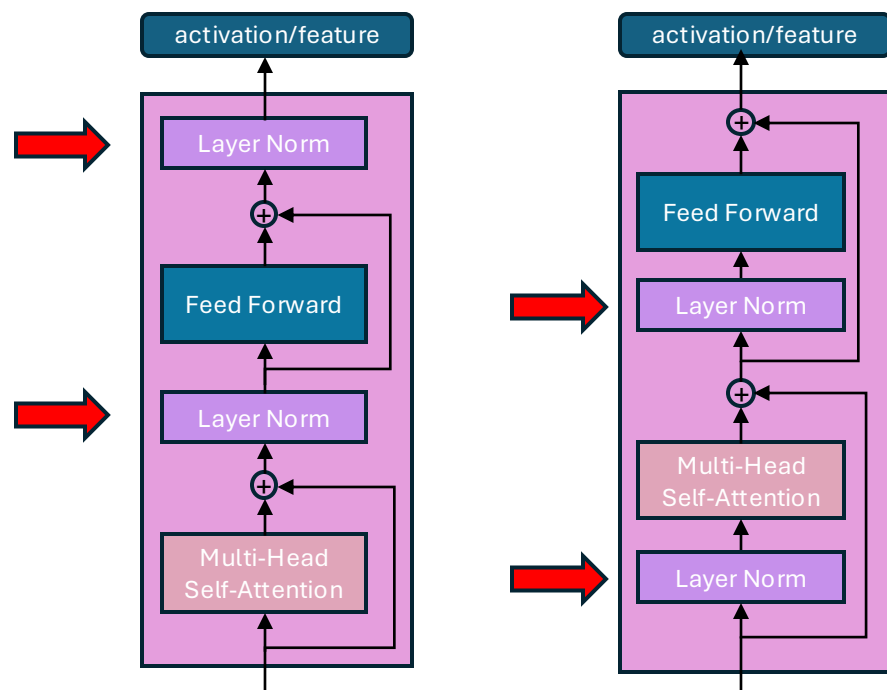 activation/feature
Layer Norm
+
Feed Forward
Layer Norm
+
Multi-Head
Self-Attention
activation/feature
+
Feed Forward
Layer Norm
+
Multi-Head
Self-Attention
Layer Norm